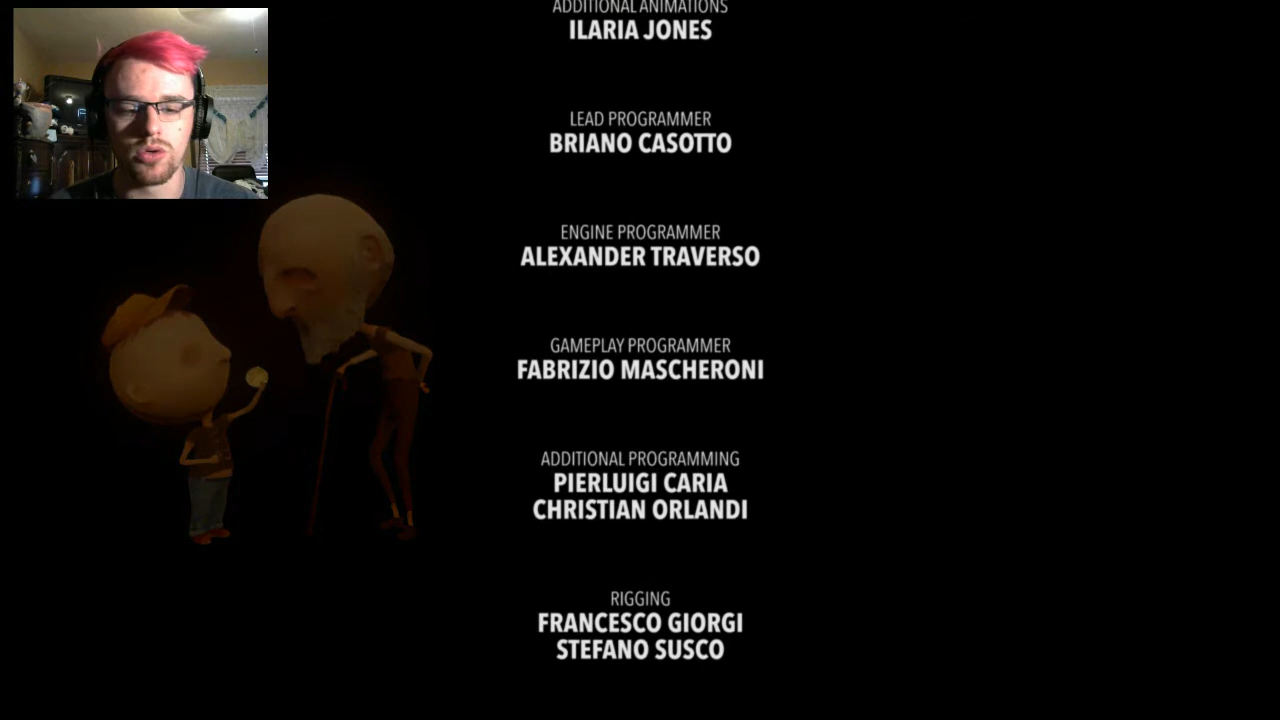 ADDITIONAL ANIMATIONS
ILARIA JONES
LEAD PROGRAMMER
BRIANO CASOTTO
ENGINE PROGRAMMER
ALEXANDER TRAVERSO
GAMEPLAY PROGRAMMER
FABRIZIO MASCHERONI
ADDITIONAL PROGRAMMING
PIERLUIGI CARIA
CHRISTIAN ORLANDI
RIGGING
FRANCESCO GIORGI
STEFANO SUSCO